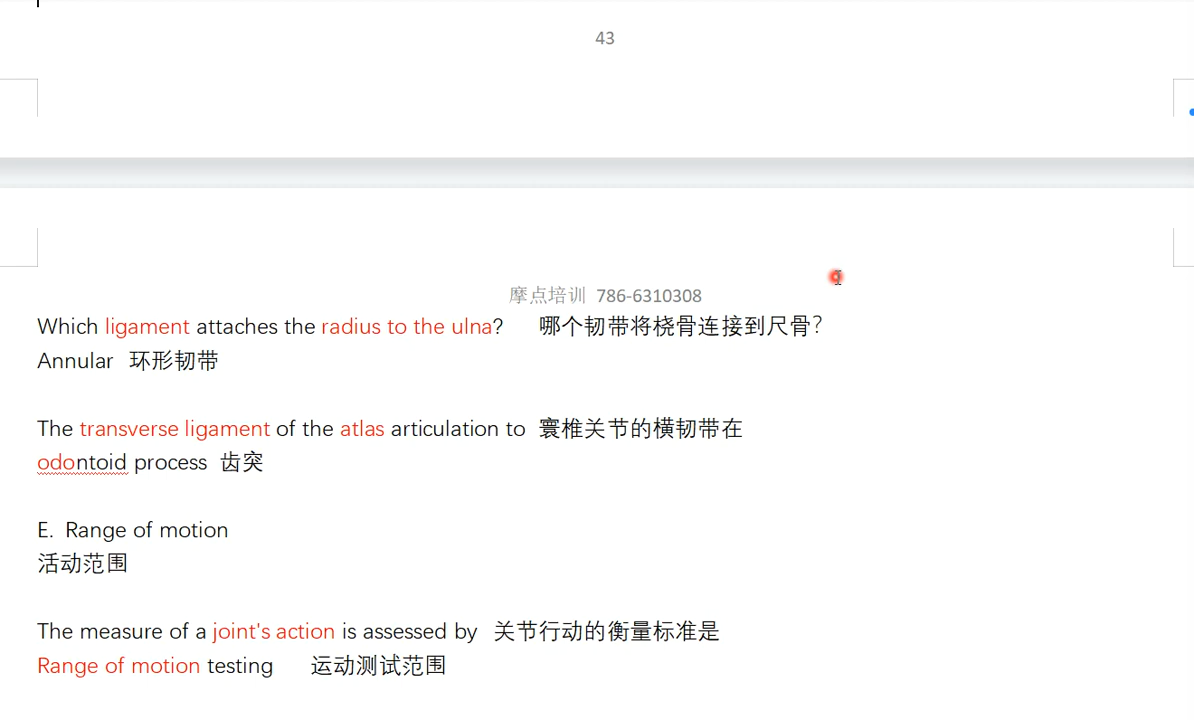 43
摩点培训 786-6310308
Which ligament attaches the radius to the ulna? 哪个韧带将桡骨连接到尺骨?
Annular 环形韧带
The transverse ligament of the atlas articulation to 寰椎关节的横韧带在
odontoid process 齿突
E. Range of motion
活动范围
The measure of a joint's action is assessed by 关节行动的衡量标准是
Range of motion testing 运动测试范围